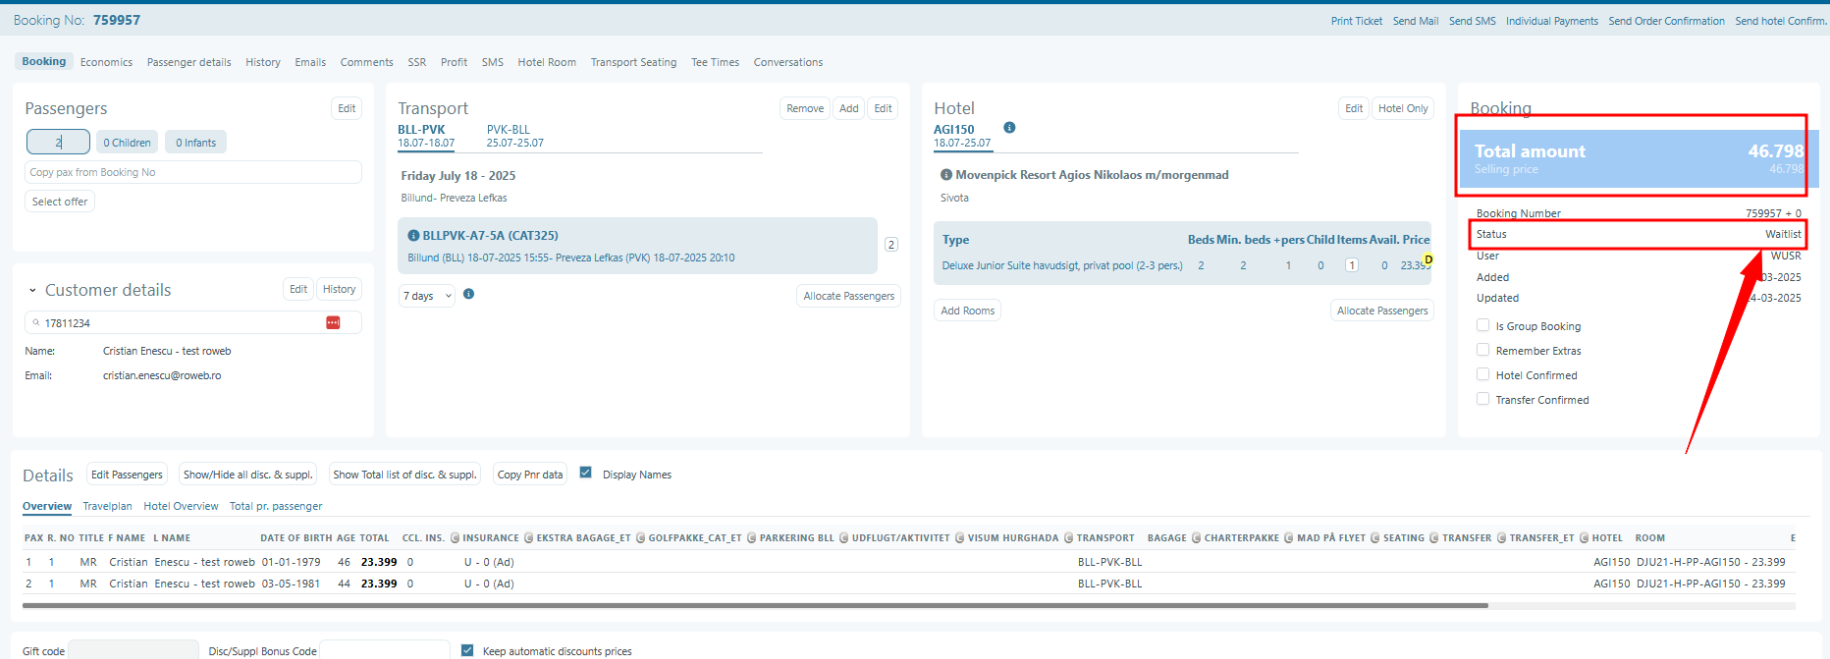 Booking No: 759957
Print Ticket Send Mail Send SMS Individual Payments Send Order Confirmation Send hotel Confirm.
Booking Economics Passenger details History Emails Comments SSR Profit SMS Hotel Room Transport Seating Tee Times Conversations
Passengers Edit
2 0 Children 0 Infants
Copy pax from Booking No
Select offer
Customer details Edit History
17811234
Name: Cristian Enescu - test roweb
Email: cristian.enescu@roweb.ro
Transport Remove Add Edit
BLL-PVK PVK-BLL
18.07-18.07 25.07-25.07
Friday July 18 - 2025
Billund- Preveza Lefkas
BLLPVK-A7-5A (CAT325)
2
Billund (BLL) 18-07-2025 15:55- Preveza Lefkas (PVK) 18-07-2025 20:10
7 days Allocate Passengers
Hotel Edit Hotel Only
AGI150
18.07-25.07
Movenpick Resort Agios Nikolaos m/morgenmad
Sivota
Type Beds Min. beds +pers Child Items Avail. Price
D
Deluxe Junior Suite havudsigt, privat pool (2-3 pers.) 2 2 1 0 1 0 23.399
Add Rooms Allocate Passengers
Booking
Total amount 46.798
Selling price 46.798
Booking Number 759957 + 0
Status Waitlist
User WUSR
Added 03-2025
Updated 4-03-2025
Is Group Booking
Remember Extras
Hotel Confirmed
Transfer Confirmed
Details Edit Passengers Show/Hide all disc. & suppl. Show Total list of disc. & suppl. Copy Pnr data Display Names
Overview Travelplan Hotel Overview Total pr. passenger
PAX R. NO TITLE F NAME L NAME DATE OF BIRTH AGE TOTAL CCL. INS. C INSURANCE C EKSTRA BAGAGE_ET C GOLFPAKKE_CAT_ET C PARKERING BLL C UDFLUGT/AKTIVITET C VISUM HURGHADA C TRANSPORT BAGAGE C CHARTERPAKKE C MAD PÅ FLYET C SEATING C TRANSFER C TRANSFER_ET C HOTEL ROOM E
1 1 MR Cristian Enescu - test roweb 01-01-1979 46 23.399 0 U - 0 (Ad) BLL-PVK-BLL AGI150 DJU21-H-PP-AGI150 - 23.399
2 1 MR Cristian Enescu - test roweb 03-05-1981 44 23.399 0 U - 0 (Ad) BLL-PVK-BLL AGI150 DJU21-H-PP-AGI150 - 23.399
Gift code Disc/Suppl Bonus Code Keep automatic discounts prices